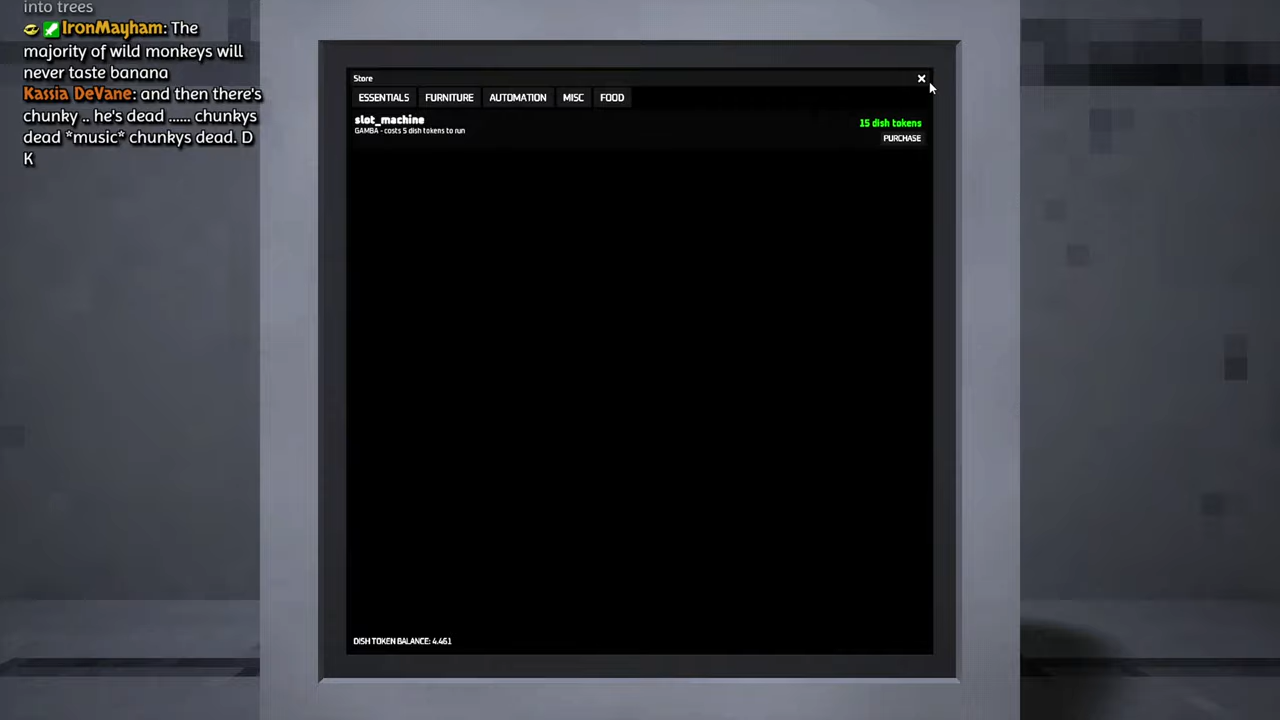 into trees
IronMayham: The
majority of wild monkeys will
never taste banana
Kassia DeVane: and then there's
chunky .. he's dead ...... chunkys
dead *music* chunkys dead. D
K
Store
ESSENTIALS FURNITURE AUTOMATION MISC FOOD
slot_machine
GAMBA - costs 5 dish tokens to run
15 dish tokens
PURCHASE
DISH TOKEN BALANCE: 4.461